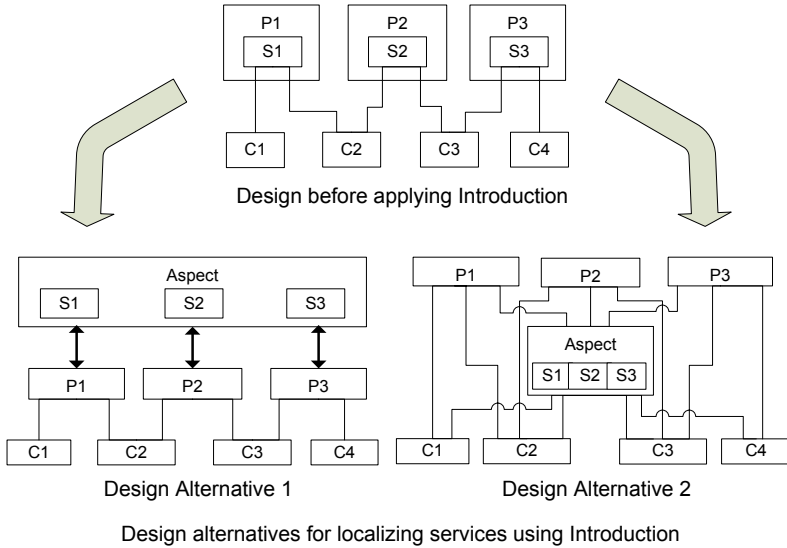 P1 P2 P3
S1 S2 S3
C1 C2 C3 C4
Design before applying Introduction
Aspect
S1 S2 S3
P1 P2 P3
C1 C2 C3 C4
Design Alternative 1
P1 P2 P3
Aspect
S1 S2 S3
C1 C2 C3 C4
Design Alternative 2
Design alternatives for localizing services using Introduction